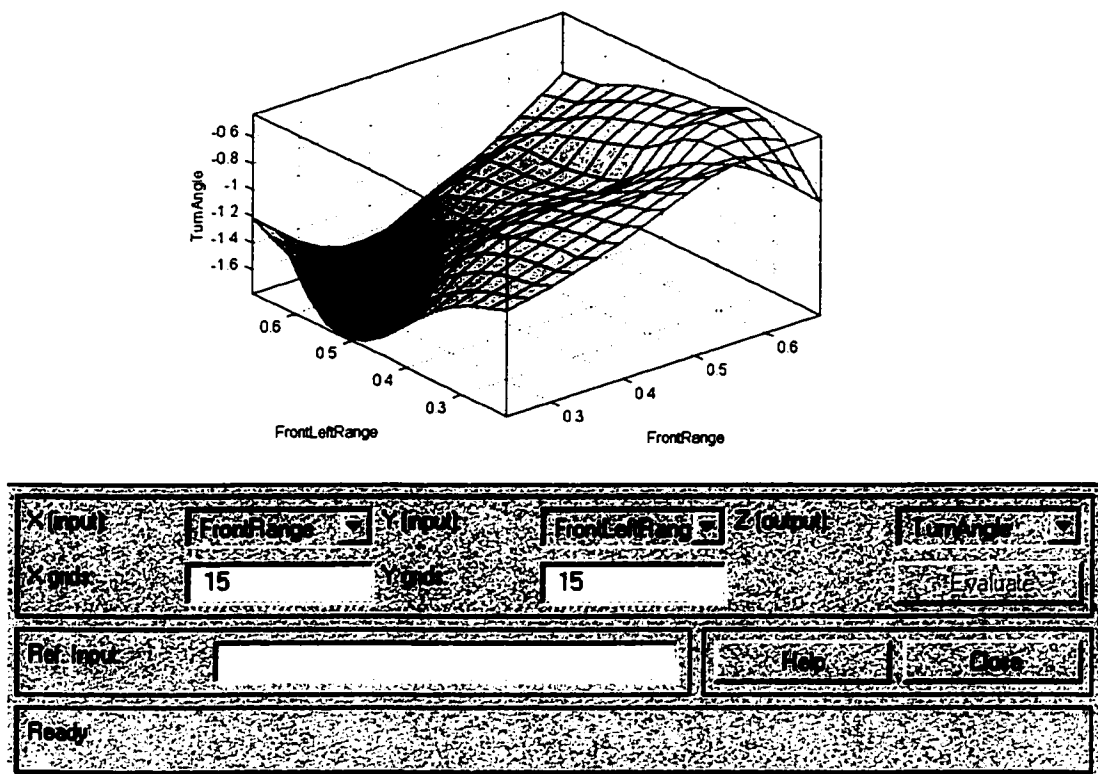 -0.6
-0.8
-1
-1.2
-1.4
-1.6
TurnAngle
0.6
0.5
0.4
0.3
FrontLeftRange
0.3
0.4
0.5
0.6
FrontRange
X (input): FrontRange Y (input): FrontLeftRang Z (output): TurnAngle
X grids: 15 Y grids: 15 Evaluate
Ref. Input: Help Close
Ready